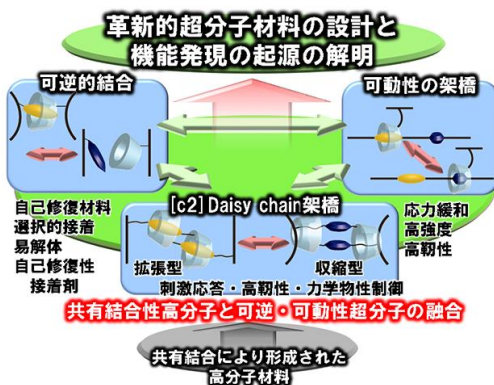 革新的超分子材料の設計と
機能発現の起源の解明
可逆的結合
可動性の架橋
[c2]Daisy chain架橋
自己修復材料
選択的接着
易解体
自己修復性
接着剤
拡張型
収縮型
刺激応答・高靭性・力学物性制御
応力緩和
高強度
高靭性
共有結合性高分子と可逆・可動性超分子の融合
共有結合により形成された
高分子材料